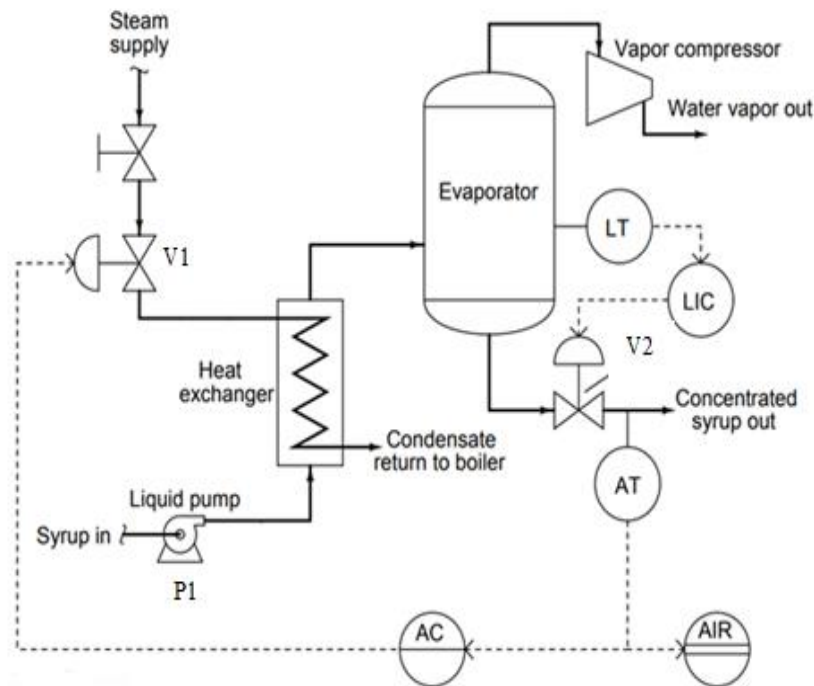 Steam
supply
Vapor compressor
Water vapor out
Evaporator
LT
V1
LIC
V2
Heat
exchanger
Concentrated
syrup out
Condensate
return to boiler
AT
Liquid pump
Syrup in
P1
AC
AIR